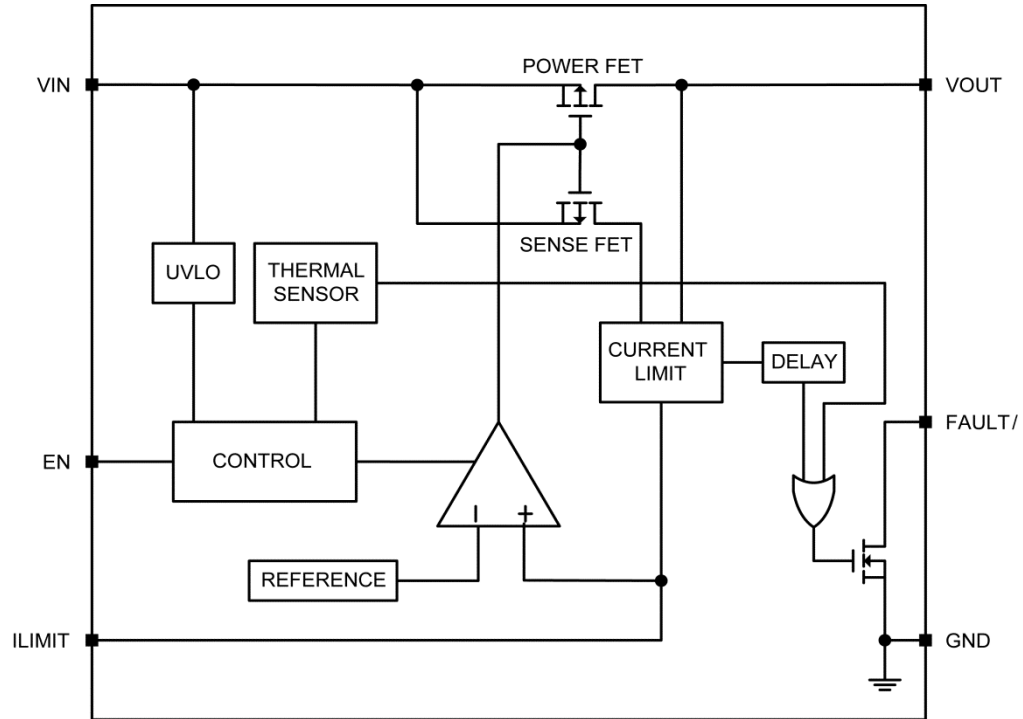 POWER FET
VIN
VOUT
SENSE FET
UVLO
THERMAL
SENSOR
CURRENT
LIMIT
DELAY
FAULT/
EN
CONTROL
REFERENCE
ILIMIT
GND